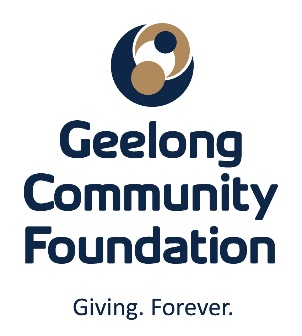 Geelong
Community
Foundation
Giving. Forever.